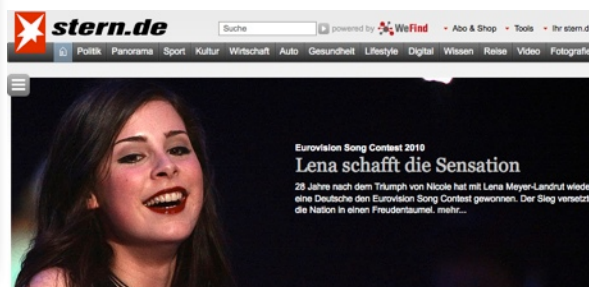 stern.de
Suche powered by WeFind Abo & Shop Tools Ihr stern.d
Politik Panorama Sport Kultur Wirtschaft Auto Gesundheit Lifestyle Digital Wissen Reise Video Fotografie
Eurovision Song Contest 2010
Lena schafft die Sensation
28 Jahre nach dem Triumph von Nicole hat mit Lena Meyer-Landrut wiede
eine Deutsche den Eurovision Song Contest gewonnen. Der Sieg versetzt
die Nation in einen Freudentaumel. mehr...